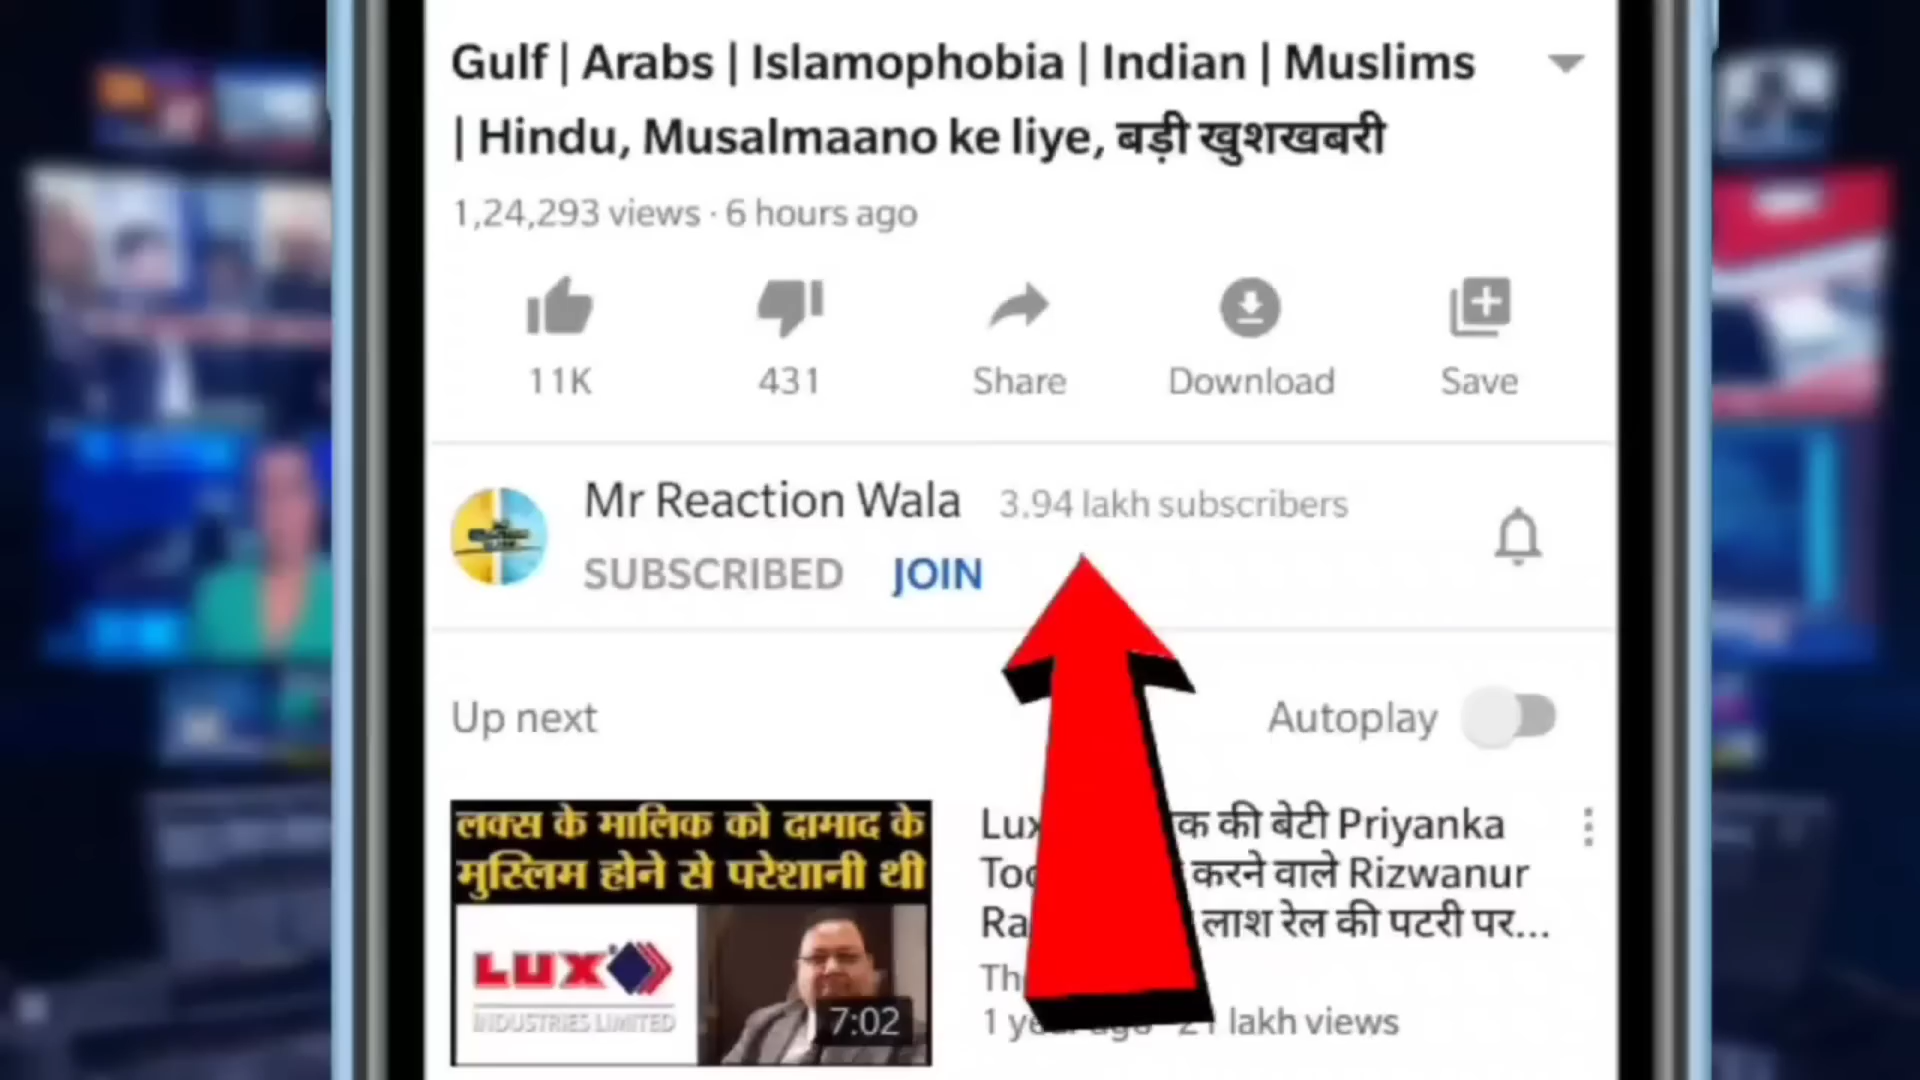 Gulf | Arabs | Islamophobia | Indian | Muslims
| Hindu, Musalmaano ke liye, बड़ी खुशखबरी
1,24,293 views · 6 hours ago
11K
431
Share
Download
Save
Mr Reaction Wala 3.94 lakh subscribers
SUBSCRIBED JOIN
Up next
Autoplay
लक्स के मालिक को दामाद के
मुस्लिम होने से परेशानी थी
LUX
INDUSTRIES LIMITED
7:02
Lux क की बेटी Priyanka
करने वाले Rizwanur
लाश रेल की पटरी पर...
21 lakh views